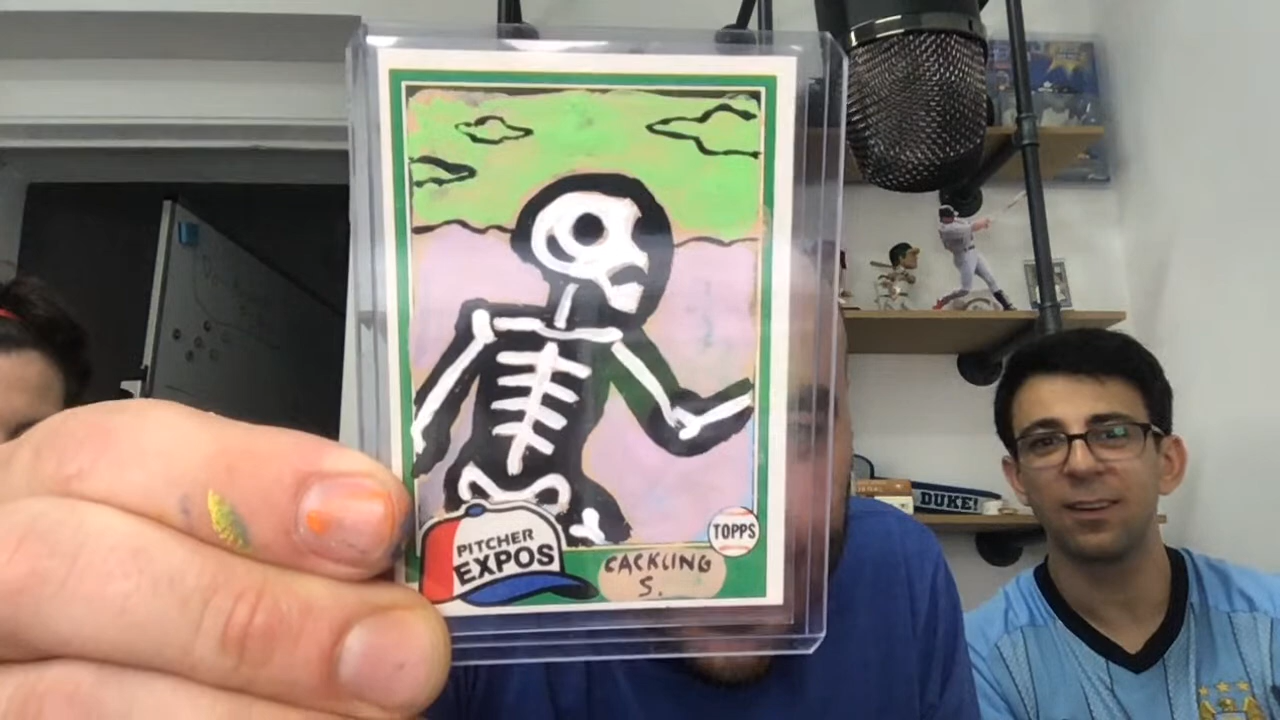 DUKE!
TOPPS
PITCHER
EXPOS
CACKLING
S.